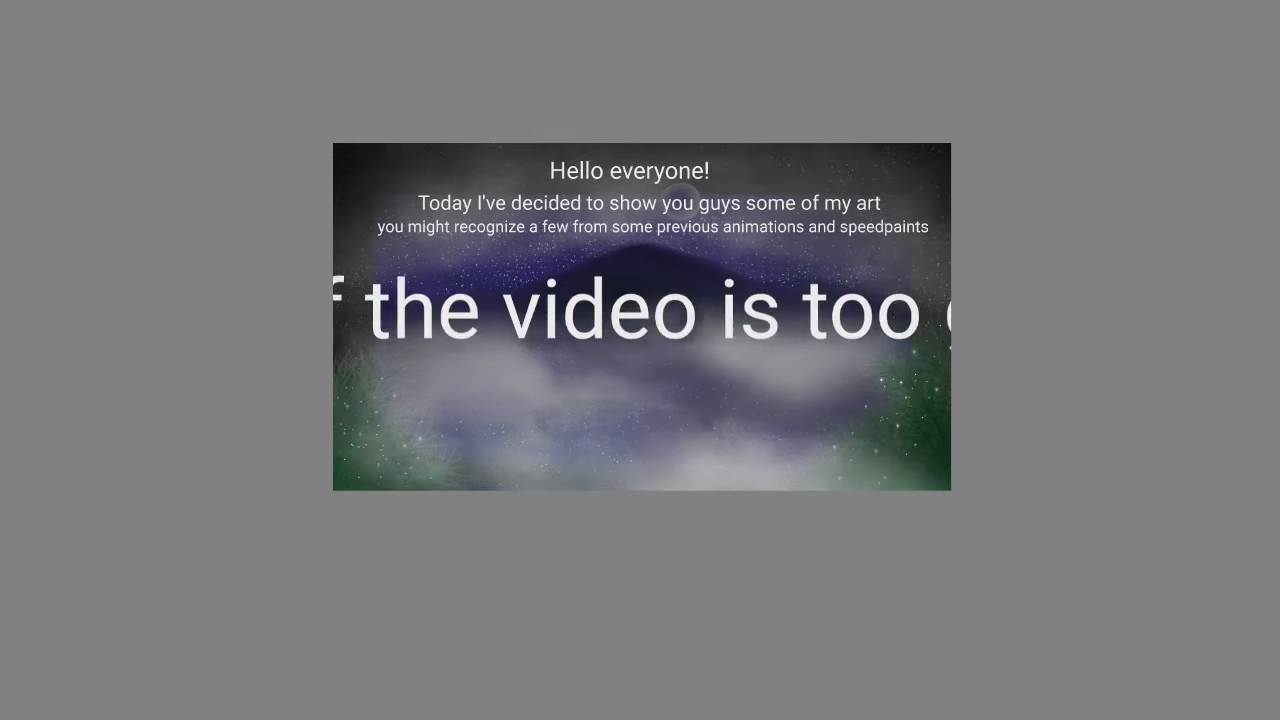 Hello everyone!
Today I've decided to show you guys some of my art
you might recognize a few from some previous animations and speedpaints
the video is too